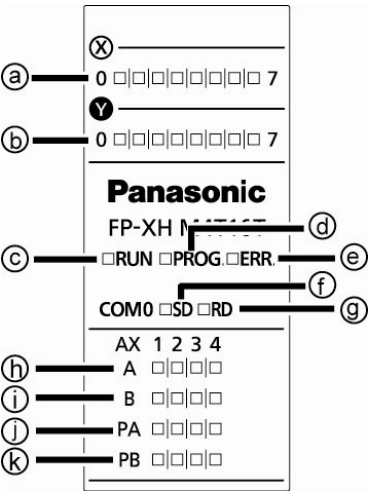 X
ⓐ 0 7
Y
ⓑ 0 7
Panasonic
FP-XH
ⓓ
ⓒ RUN PROG. ERR. ⓔ
ⓕ
COM0 SD RD ⓖ
AX 1 2 3 4
ⓗ A
ⓘ B
ⓙ PA
ⓚ PB